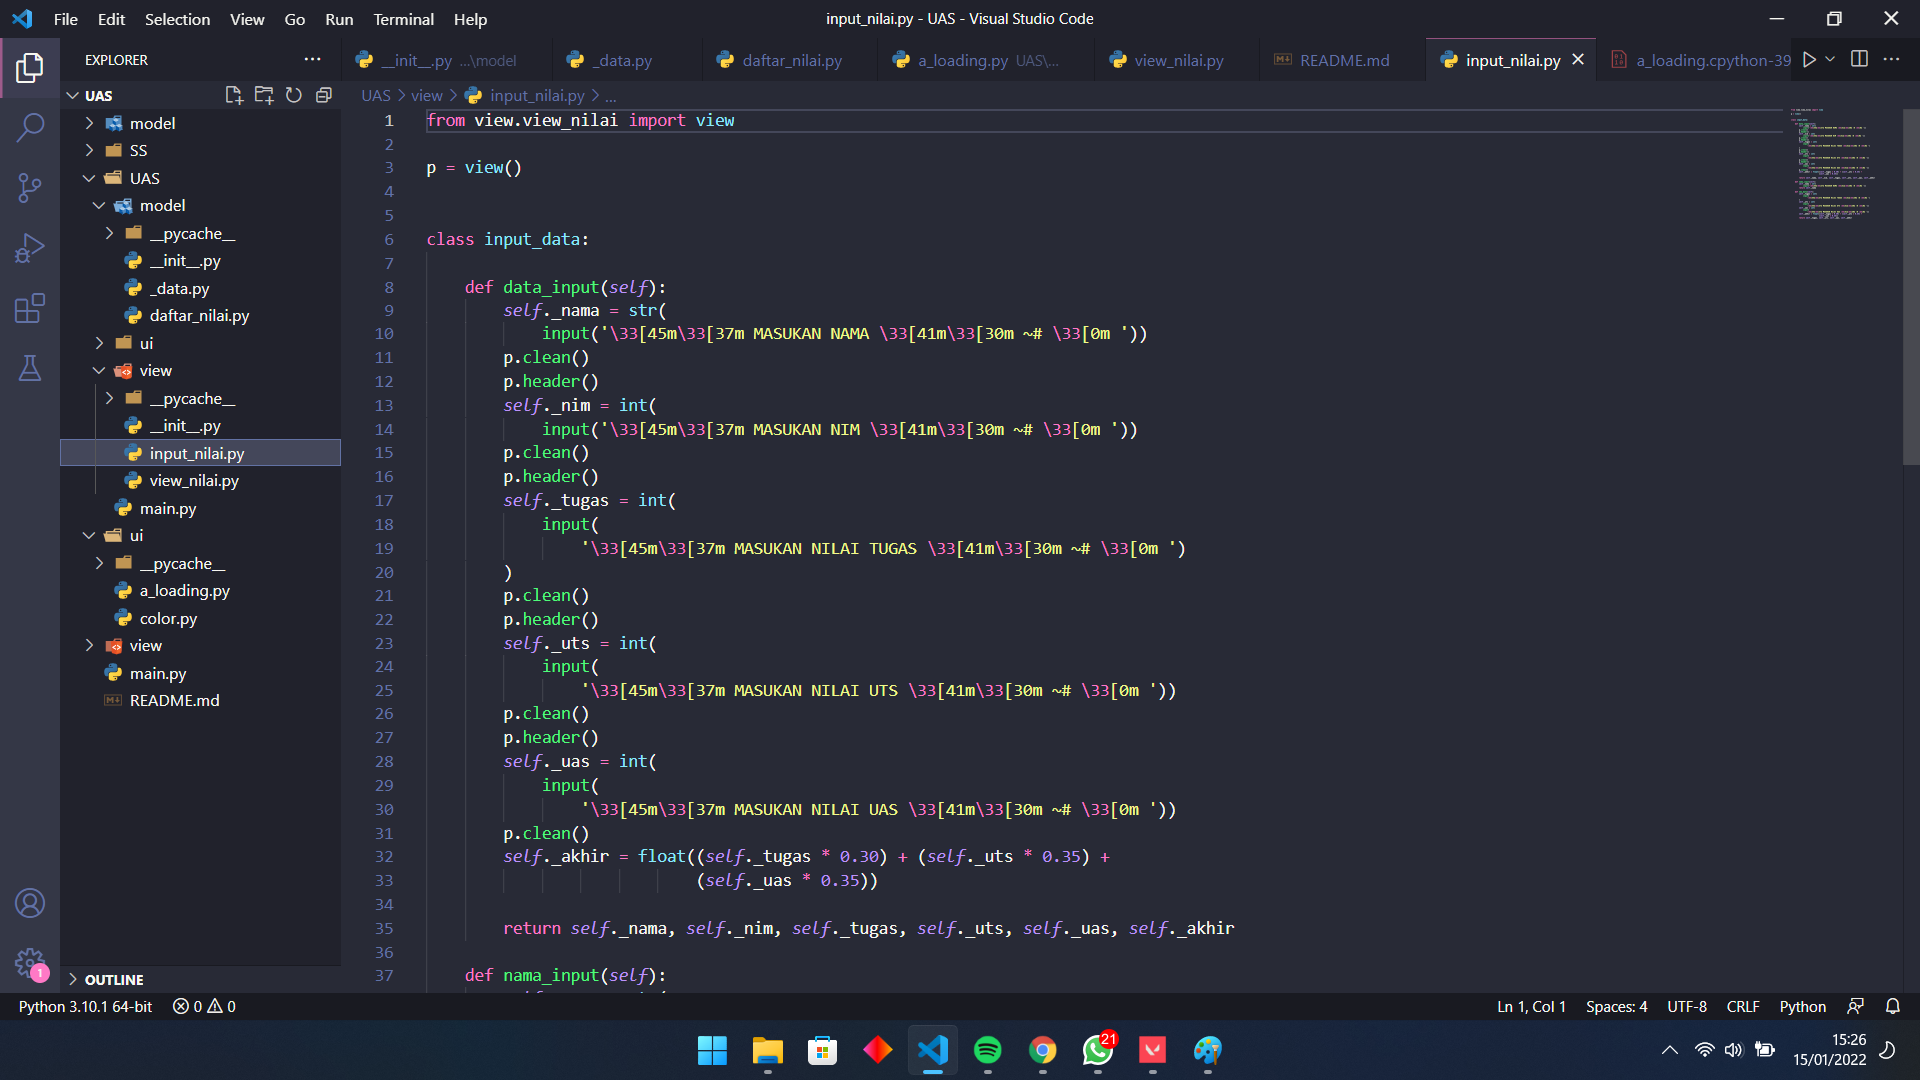 File Edit Selection View Go Run Terminal Help
input_nilai.py - UAS - Visual Studio Code
EXPLORER
__init__.py ...\model
_data.py
daftar_nilai.py
a_loading.py UAS\...
view_nilai.py
README.md
input_nilai.py
a_loading.cpython-39
UAS
model
SS
UAS
model
__pycache__
__init__.py
_data.py
daftar_nilai.py
ui
view
__pycache__
__init__.py
input_nilai.py
view_nilai.py
main.py
ui
__pycache__
a_loading.py
color.py
view
main.py
README.md
OUTLINE
UAS > view > input_nilai.py > ...
1 from view.view_nilai import view
2
3 p = view()
4
5
6 class input_data:
7
8 def data_input(self):
9 self._nama = str(
10 input('\33[45m\33[37m MASUKAN NAMA \33[41m\33[30m ~# \33[0m '))
11 p.clean()
12 p.header()
13 self._nim = int(
14 input('\33[45m\33[37m MASUKAN NIM \33[41m\33[30m ~# \33[0m '))
15 p.clean()
16 p.header()
17 self._tugas = int(
18 input(
19 '\33[45m\33[37m MASUKAN NILAI TUGAS \33[41m\33[30m ~# \33[0m ')
20 )
21 p.clean()
22 p.header()
23 self._uts = int(
24 input(
25 '\33[45m\33[37m MASUKAN NILAI UTS \33[41m\33[30m ~# \33[0m '))
26 p.clean()
27 p.header()
28 self._uas = int(
29 input(
30 '\33[45m\33[37m MASUKAN NILAI UAS \33[41m\33[30m ~# \33[0m '))
31 p.clean()
32 self._akhir = float((self._tugas * 0.30) + (self._uts * 0.35) +
33 (self._uas * 0.35))
34
35 return self._nama, self._nim, self._tugas, self._uts, self._uas, self._akhir
36
37 def nama_input(self):
1
Python 3.10.1 64-bit
0 0
Ln 1, Col 1 Spaces: 4 UTF-8 CRLF Python
21
15:26
15/01/2022